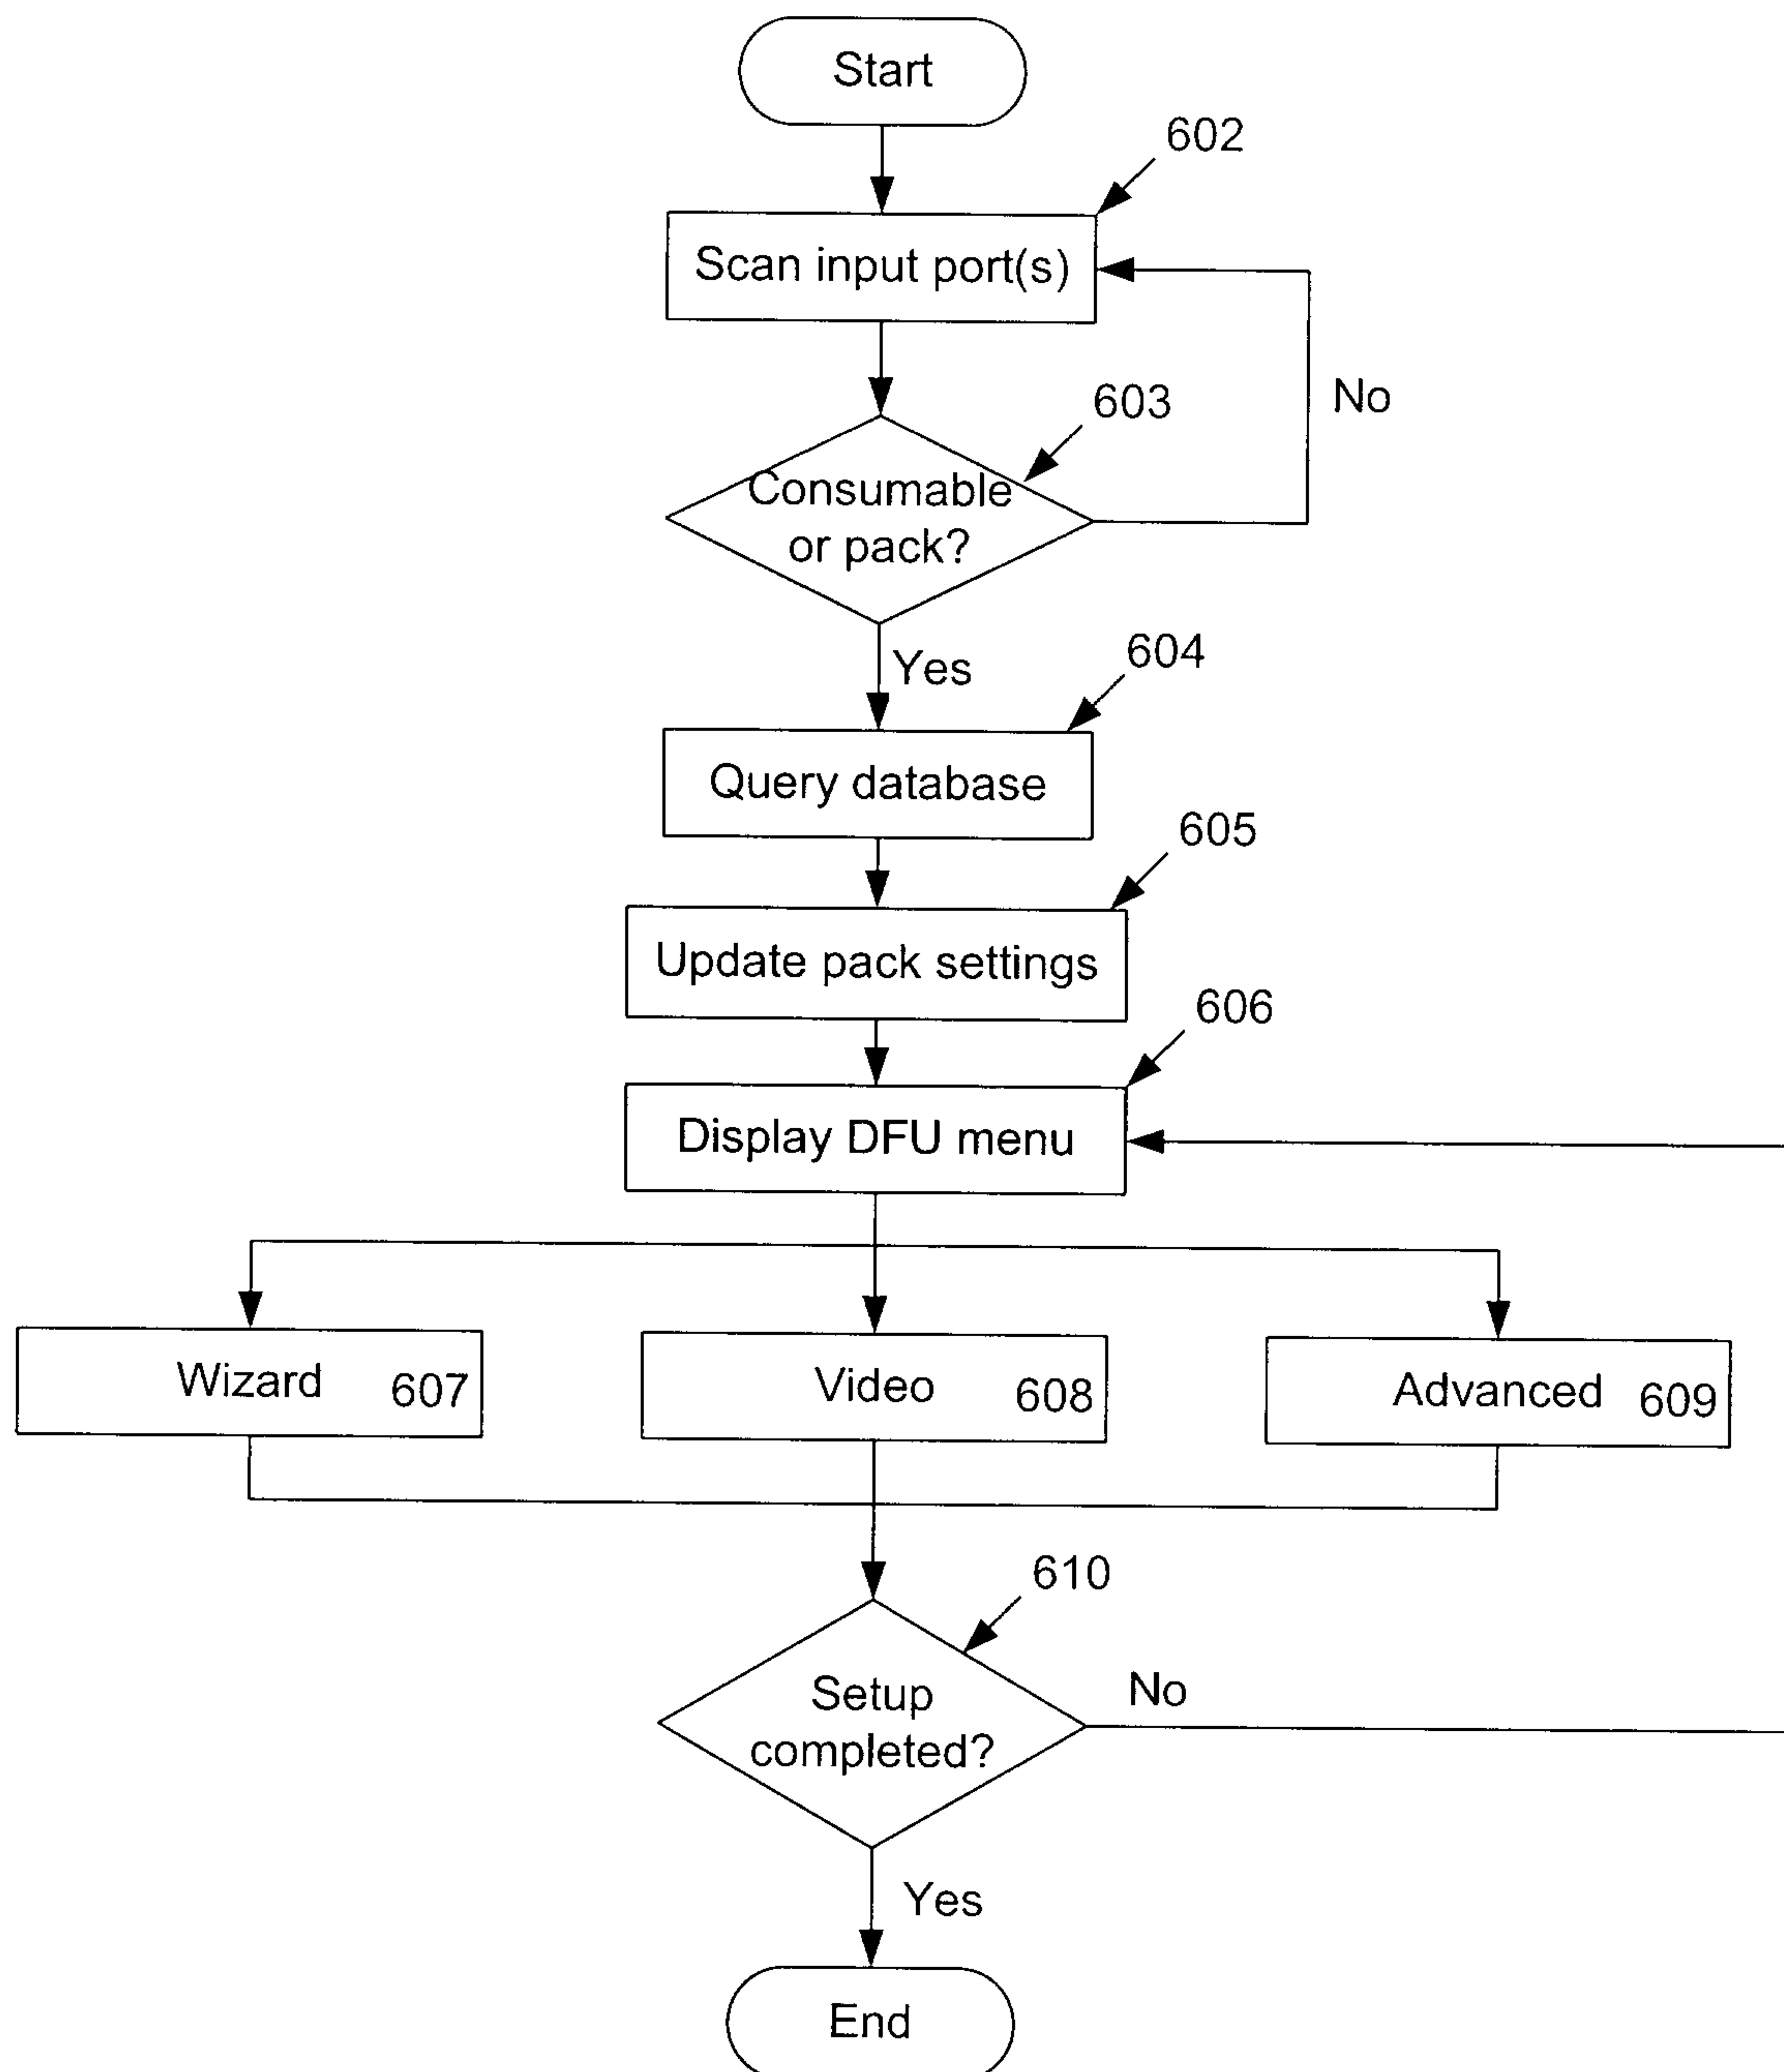 Start
602
Scan input port(s)
No
603
Consumable
or pack?
Yes
604
Query database
605
Update pack settings
606
Display DFU menu
Wizard 607
Video 608
Advanced 609
610
Setup
completed?
No
Yes
End